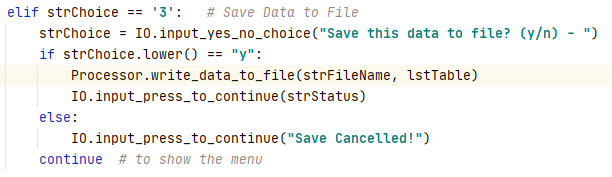 elif strChoice == '3':   # Save Data to File
    strChoice = IO.input_yes_no_choice("Save this data to file? (y/n) - ")
    if strChoice.lower() == "y":
        Processor.write_data_to_file(strFileName, lstTable)
        IO.input_press_to_continue(strStatus)
    else:
        IO.input_press_to_continue("Save Cancelled!")
    continue  # to show the menu